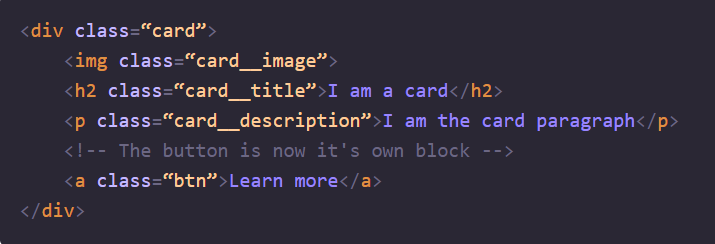 <div class=“card”>
<img class=“card__image”>
<h2 class=“card__title”>I am a card</h2>
<p class=“card__description”>I am the card paragraph</p>
<!-- The button is now it's own block -->
<a class=“btn”>Learn more</a>
</div>